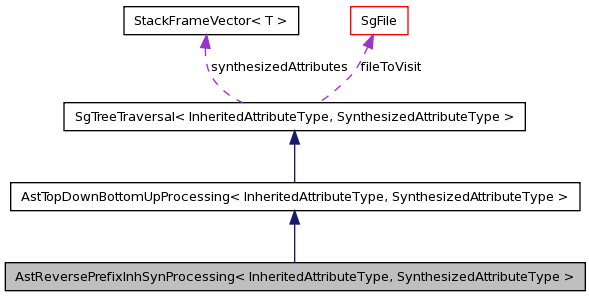 StackFrameVector< T >
SgFile
synthesizedAttributes
fileToVisit
SgTreeTraversal< InheritedAttributeType, SynthesizedAttributeType >
AstTopDownBottomUpProcessing< InheritedAttributeType, SynthesizedAttributeType >
AstReversePrefixInhSynProcessing< InheritedAttributeType, SynthesizedAttributeType >